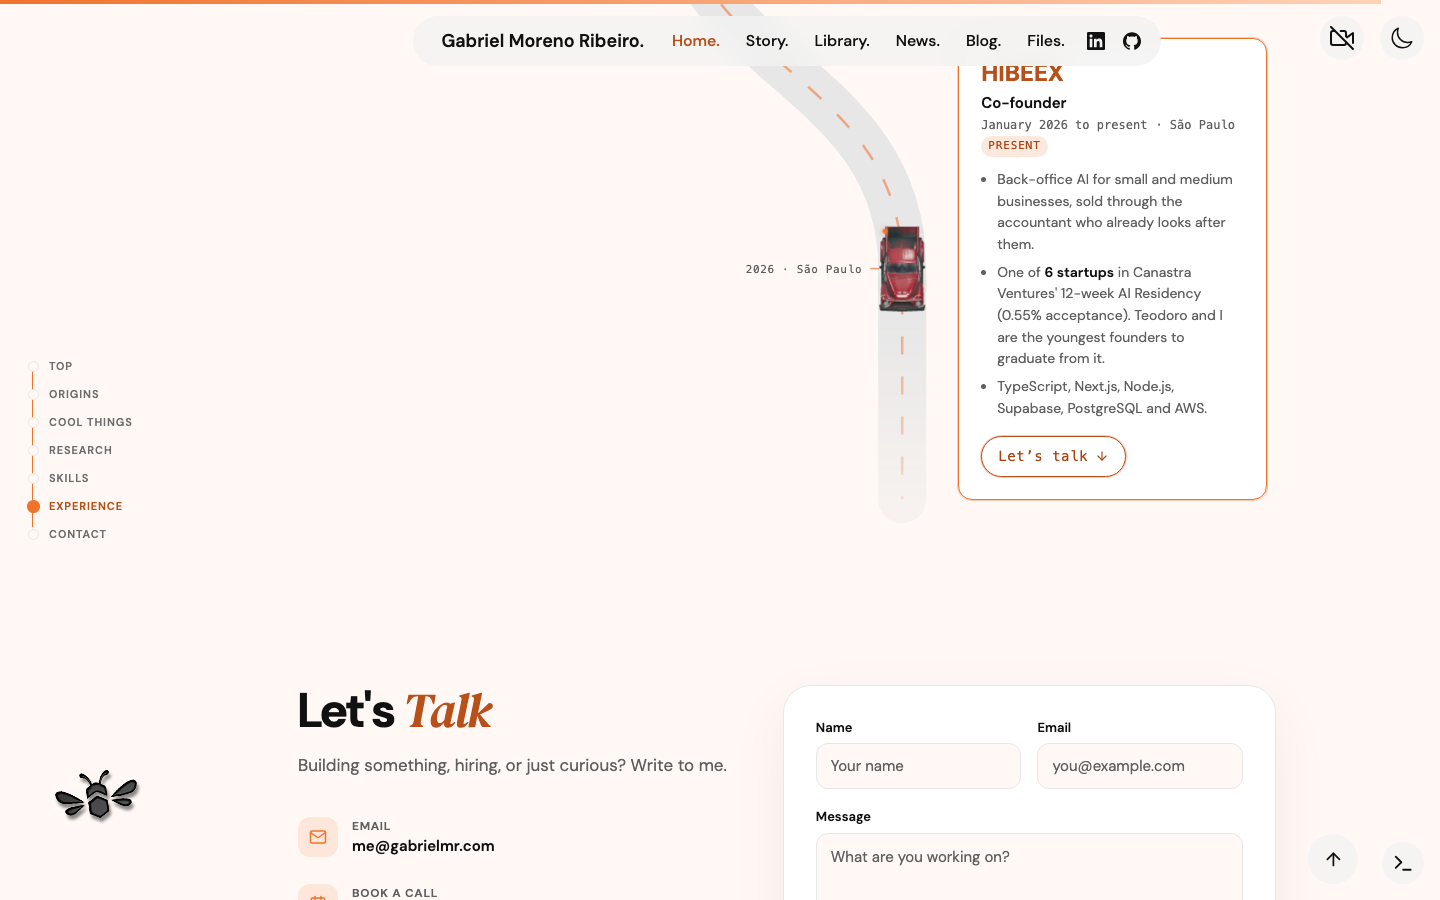 Gabriel Moreno Ribeiro.
Home.
Story.
Library.
News.
Blog.
Files.
HIBEEX
Co-founder
January 2026 to present · São Paulo
PRESENT
Back-office AI for small and medium
businesses, sold through the
accountant who already looks after
them.
One of 6 startups in Canastra
Ventures' 12-week AI Residency
(0.55% acceptance). Teodoro and I
are the youngest founders to
graduate from it.
TypeScript, Next.js, Node.js,
Supabase, PostgreSQL and AWS.
Let’s talk ↓
2026 · São Paulo
TOP
ORIGINS
COOL THINGS
RESEARCH
SKILLS
EXPERIENCE
CONTACT
Let's Talk
Building something, hiring, or just curious? Write to me.
EMAIL
me@gabrielmr.com
BOOK A CALL
Name
Your name
Email
you@example.com
Message
What are you working on?